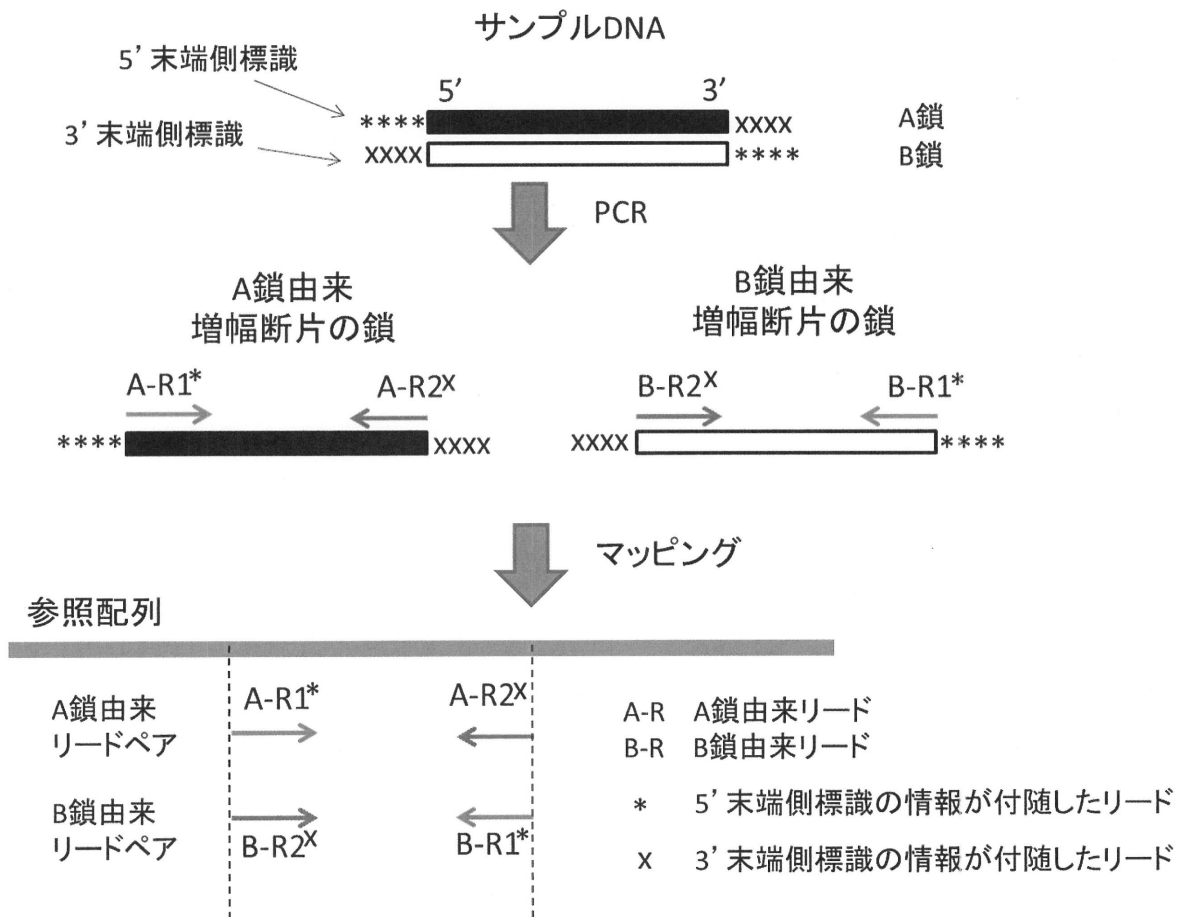 サンプルDNA
5’ 末端側標識
3’ 末端側標識
5’ 3’
**** xxxx A鎖
xxxx **** B鎖
PCR
A鎖由来
増幅断片の鎖
B鎖由来
増幅断片の鎖
A-R1* A-R2x
B-R2x B-R1*
**** xxxx
xxxx ****
マッピング
参照配列
A鎖由来
リードペア
A-R1* A-R2x
B鎖由来
リードペア
B-R2x B-R1*
A-R A鎖由来リード
B-R B鎖由来リード
* 5’ 末端側標識の情報が付随したリード
x 3’ 末端側標識の情報が付随したリード